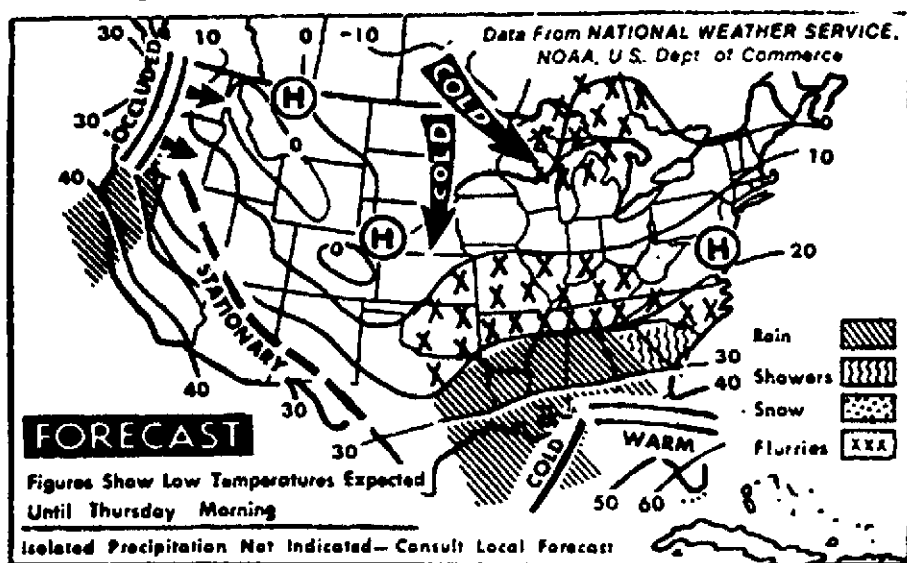 Data From NATIONAL WEATHER SERVICE,
NOAA, U.S. Dept of Commerce
30
10
0
-10
OCCLUDED
COLD
COLD
H
30
0
0
10
40
H
0
H
20
STATIONARY
40
30
30
30
40
COLD
WARM
50
60
Rain
Showers
Snow
Flurries
XXX
FORECAST
Figures Show Low Temperatures Expected
Until Thursday Morning
Isolated Precipitation Not Indicated— Consult Local Forecast